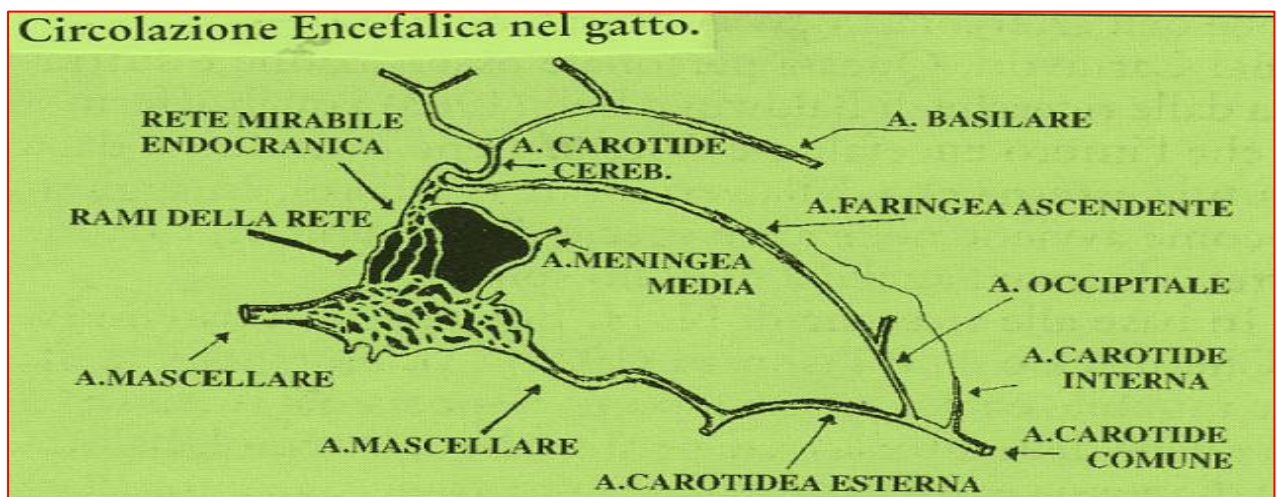 Circolazione Encefalica nel gatto.
RETE MIRABILE
ENDOCRANICA
A. CAROTIDE
CEREB.
A. BASILARE
RAMI DELLA RETE
A.FARINGEA ASCENDENTE
A.MENINGEA
MEDIA
A. OCCIPITALE
A.MASCELLARE
A.CAROTIDE
INTERNA
A.MASCELLARE
A.CAROTIDE
COMUNE
A.CAROTIDEA ESTERNA